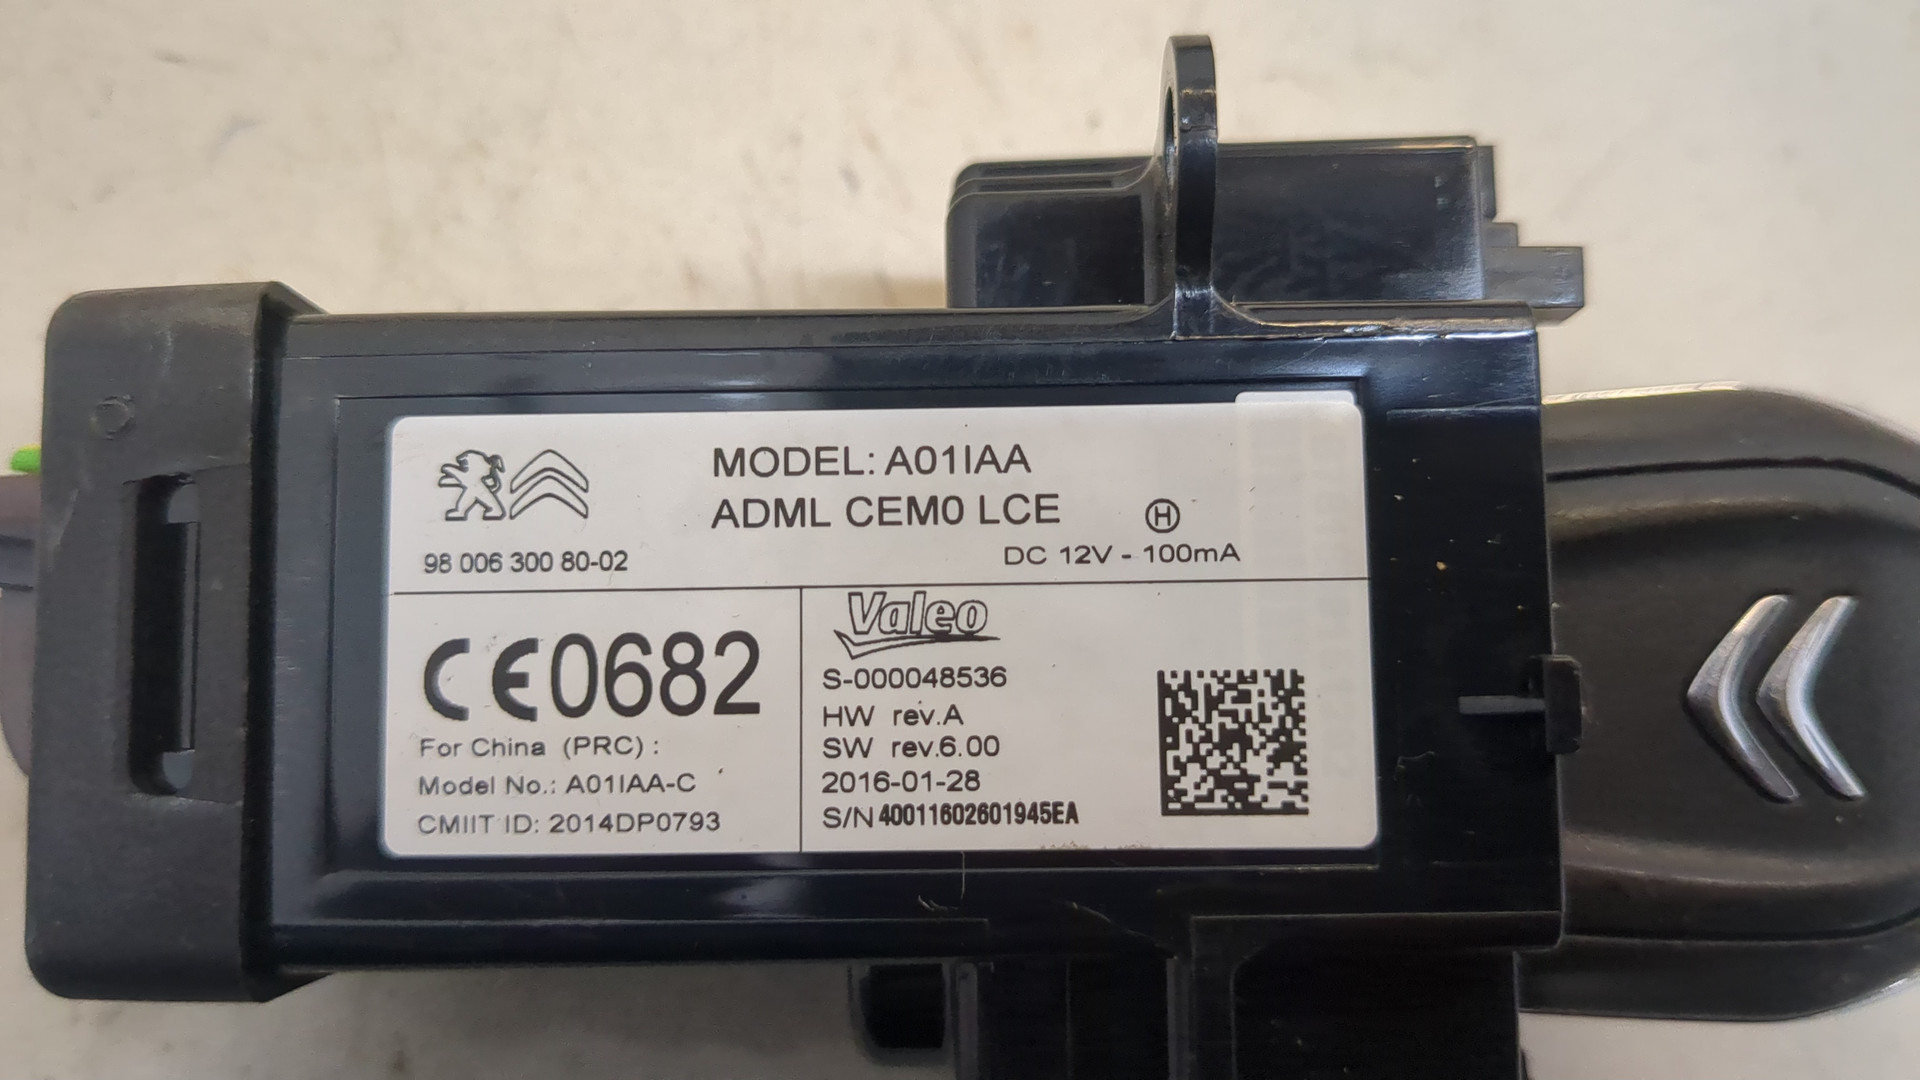 MODEL: A01IAA
ADML CEM0 LCE
H
98 006 300 80-02
DC 12V - 100mA
CE0682
For China (PRC) :
Model No.: A01IAA-C
CMIIT ID: 2014DP0793
Valeo
S-000048536
HW rev.A
SW rev.6.00
2016-01-28
S/N 40011602601945EA